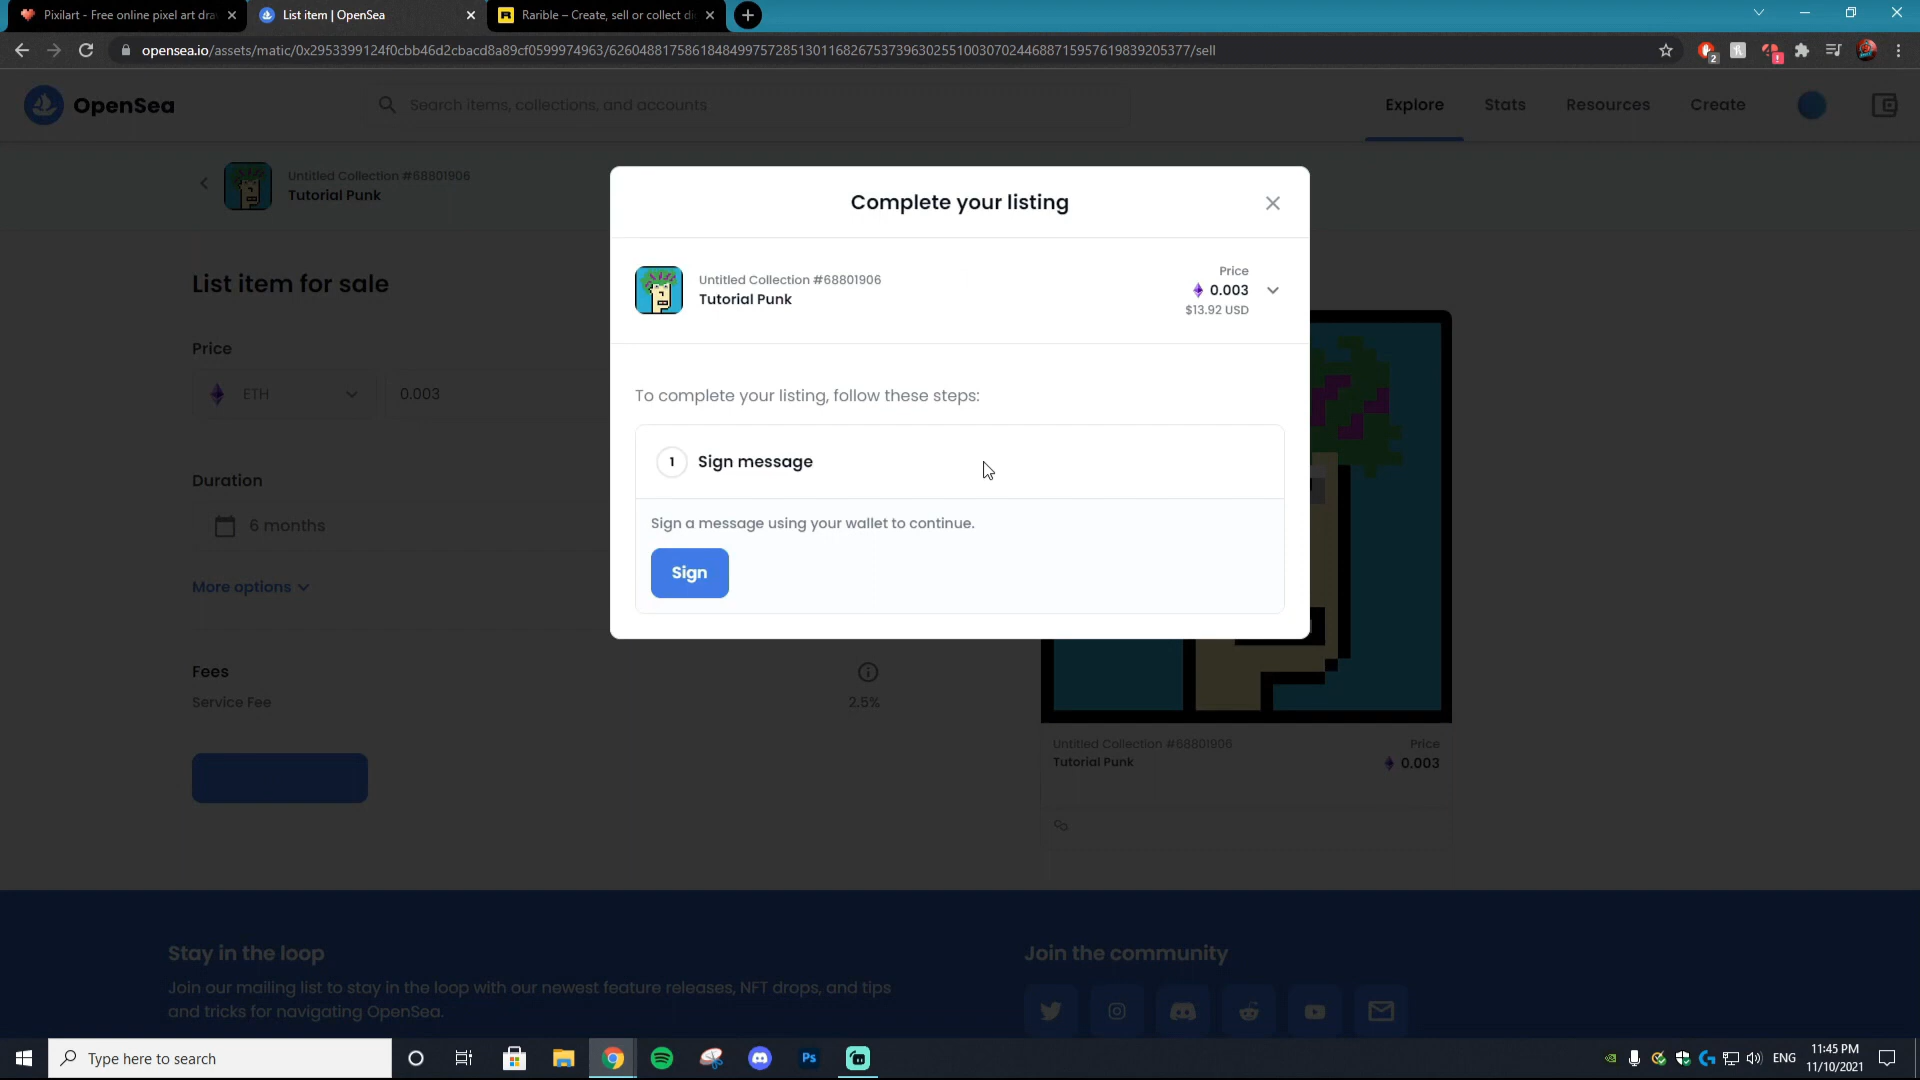 Pixilart - Free online pixel art dra
List item | OpenSea
Rarible – Create, sell or collect di
opensea.io/assets/matic/0x2953399124f0cbb46d2cbacd8a89cf0599974963/62604881758618484997572851301168267537396302551003070244688715957619839205377/sell
2
OpenSea
Search items, collections, and accounts
Explore
Stats
Resources
Create
Untitled Collection #68801906
Tutorial Punk
Complete your listing
Untitled Collection #68801906
Tutorial Punk
Price
0.003
$13.92 USD
List item for sale
Price
ETH
0.003
To complete your listing, follow these steps:
1
Sign message
Sign a message using your wallet to continue.
Sign
Duration
6 months
More options
Fees
Service Fee
2.5%
Untitled Collection #68801906
Tutorial Punk
Price
0.003
Stay in the loop
Join our mailing list to stay in the loop with our newest feature releases, NFT drops, and tips
and tricks for navigating OpenSea.
Join the community
Type here to search
Ps
ENG
11:45 PM
11/10/2021